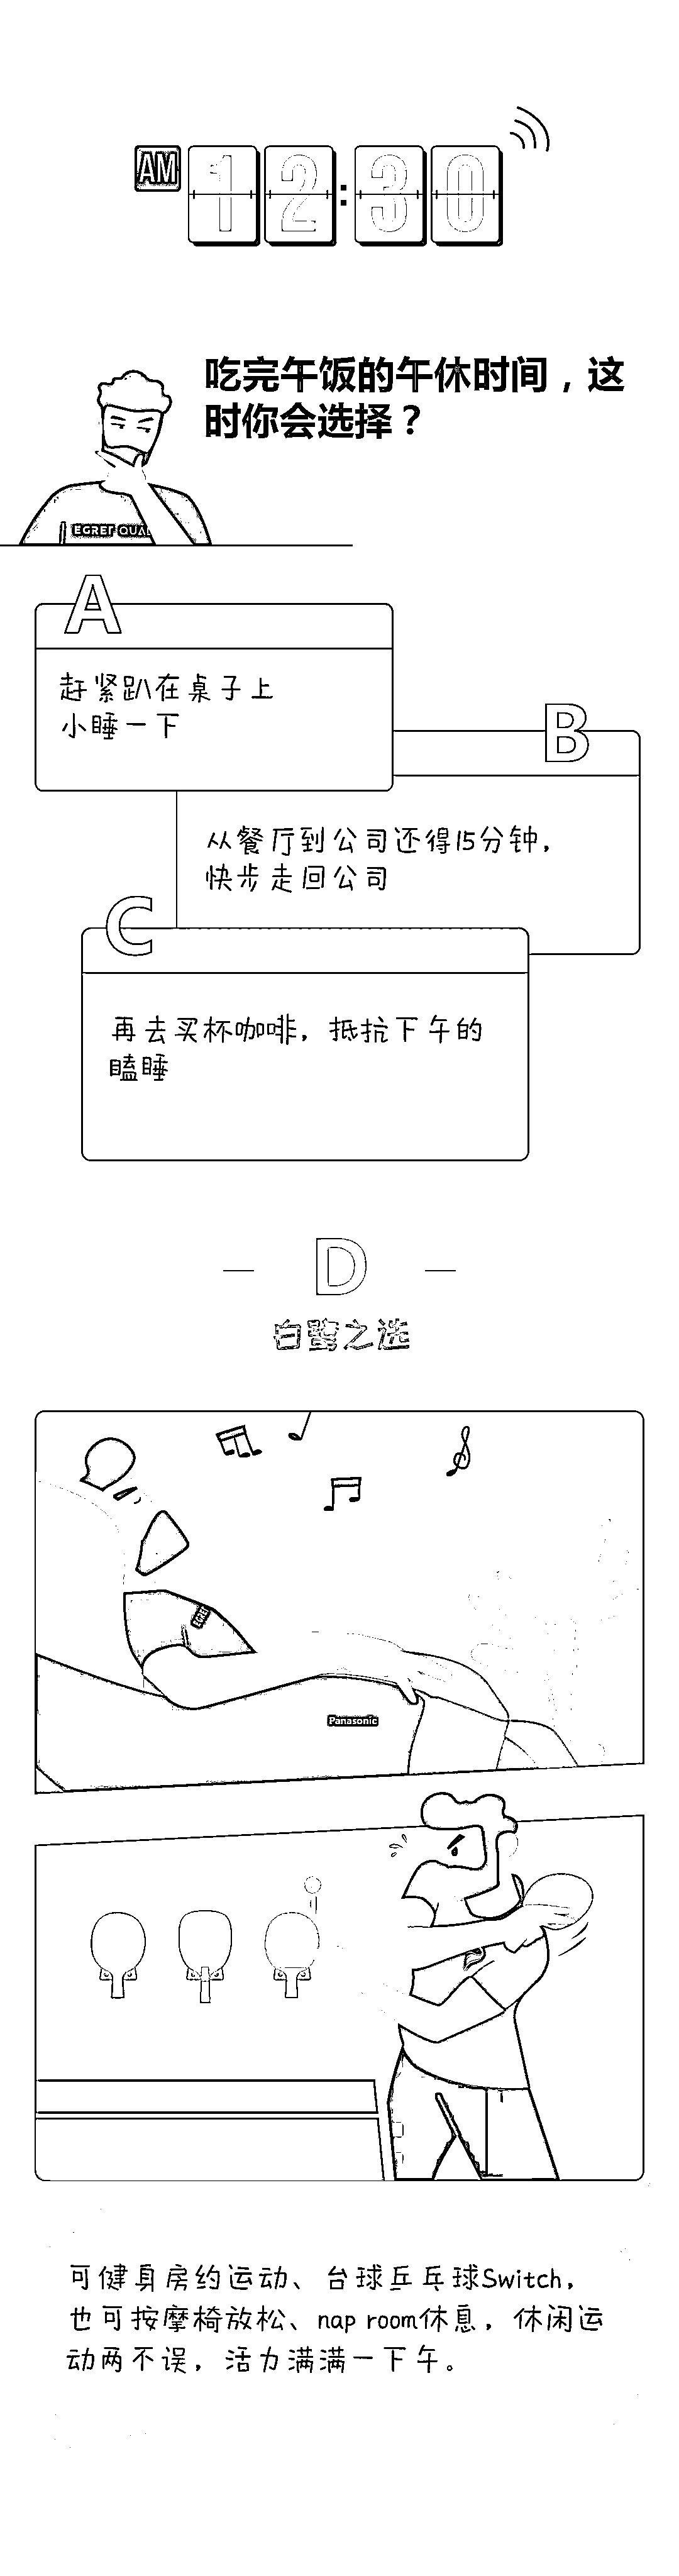 AM 12:30
吃完午饭的午休时间，这
时你会选择？
EGRET QUA
A
赶紧趴在桌子上
小睡一下
B
从餐厅到公司还得15分钟，
快步走回公司
C
再去买杯咖啡，抵抗下午的
瞌睡
D
白鹭之选
Panasonic
可健身房约运动、台球乒乓球Switch，
也可按摩椅放松、nap room休息，休闲运
动两不误，活力满满一下午。